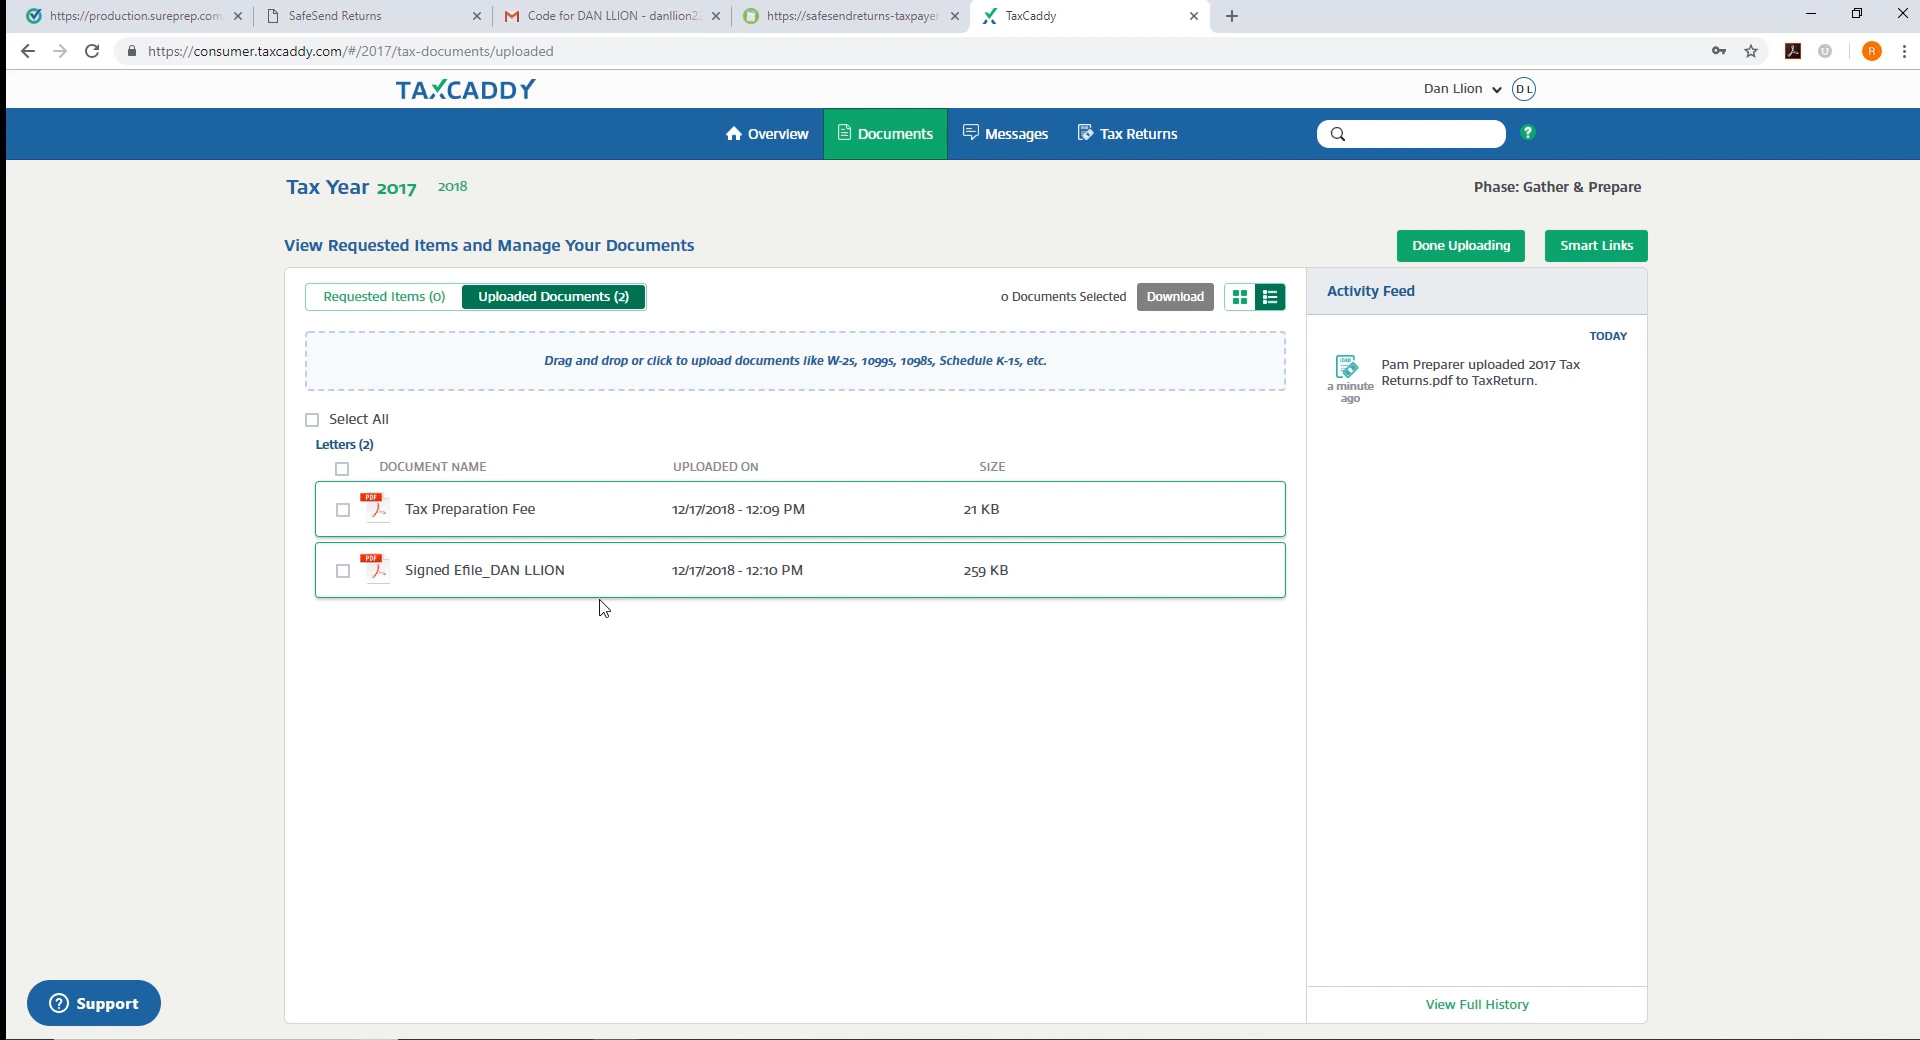 https://production.sureprep.com
SafeSend Returns
Code for DAN LLION - danllion2
https://safesendreturns-taxpayer
TaxCaddy
https://consumer.taxcaddy.com/#/2017/tax-documents/uploaded
R
TAXCADDY
Dan Llion
DL
Overview
Documents
Messages
Tax Returns
?
Tax Year 2017 2018
Phase: Gather & Prepare
View Requested Items and Manage Your Documents
Done Uploading
Smart Links
Requested Items (0)
Uploaded Documents (2)
0 Documents Selected
Download
Activity Feed
Drag and drop or click to upload documents like W-2s, 1099s, 1098s, Schedule K-1s, etc.
TODAY
Pam Preparer uploaded 2017 Tax
Returns.pdf to TaxReturn.
a minute
ago
Select All
Letters (2)
DOCUMENT NAME UPLOADED ON SIZE
PDF Tax Preparation Fee 12/17/2018 - 12:09 PM 21 KB
PDF Signed Efile_DAN LLION 12/17/2018 - 12:10 PM 259 KB
? Support
View Full History